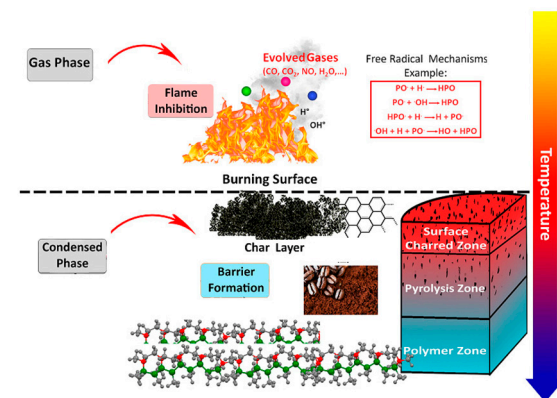 Gas Phase
Evolved Gases
(CO, CO₂, NO, H₂O,...)
Flame
Inhibition
H⁺
OH⁺
Free Radical Mechanisms
Example:
PO· + H· → HPO
PO· + ·OH → HPO
HPO· + H· → H + PO·
·OH + H + PO· → HO + HPO
Burning Surface
Temperature
Condensed
Phase
Char Layer
Barrier
Formation
Surface
Charred Zone
Pyrolysis Zone
Polymer Zone